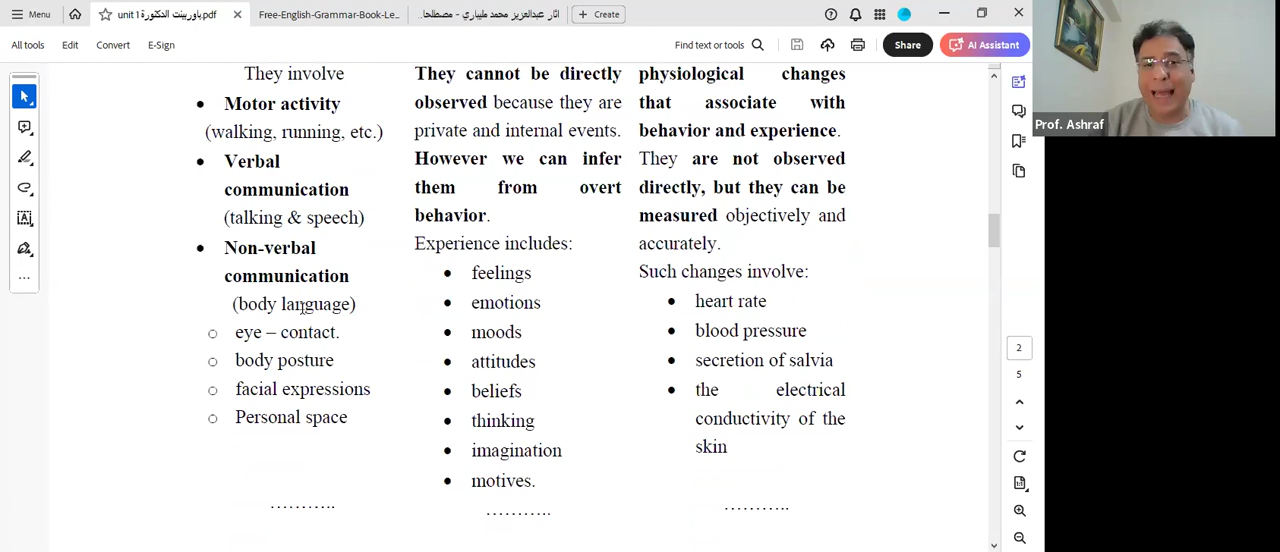 Menu
unit 1باوربينت الدكتورة.pdf
Free-English-Grammar-Book-Le...
اثار عبدالعزيز محمد مليباري - مصطلحا...
+ Create
All tools
Edit
Convert
E-Sign
Find text or tools
Share
AI Assistant
They involve
• Motor activity
(walking, running, etc.)
• Verbal
communication
(talking & speech)
• Non-verbal
communication
(body language)
○ eye – contact.
○ body posture
○ facial expressions
○ Personal space
………..
They cannot be directly
observed because they are
private and internal events.
However we can infer
them from overt
behavior.
Experience includes:
• feelings
• emotions
• moods
• attitudes
• beliefs
• thinking
• imagination
• motives.
………..
physiological changes
that associate with
behavior and experience.
They are not observed
directly, but they can be
measured objectively and
accurately.
Such changes involve:
• heart rate
• blood pressure
• secretion of salvia
• the electrical
conductivity of the
skin
………..
2
5
Prof. Ashraf